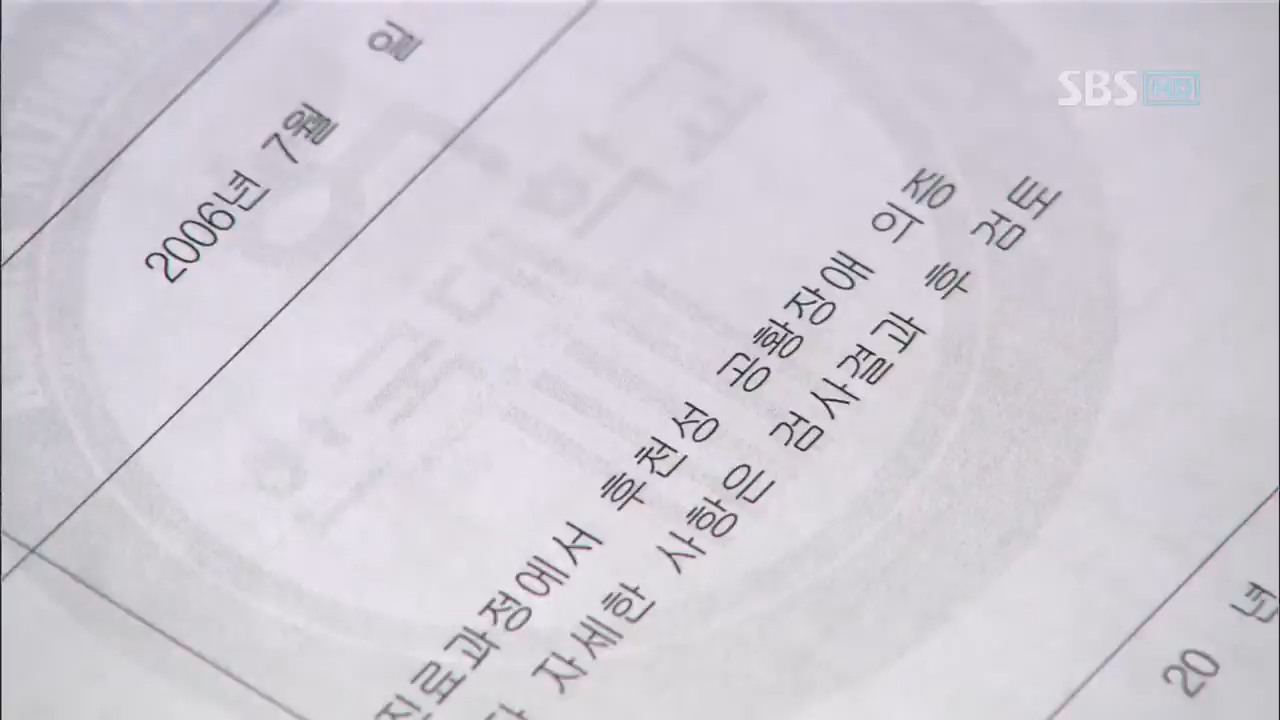 SBS HD
2006년 7월 일
진료과정에서 후천성 공황장애 의증
자세한 사항은 검사결과 후 검토
20 년